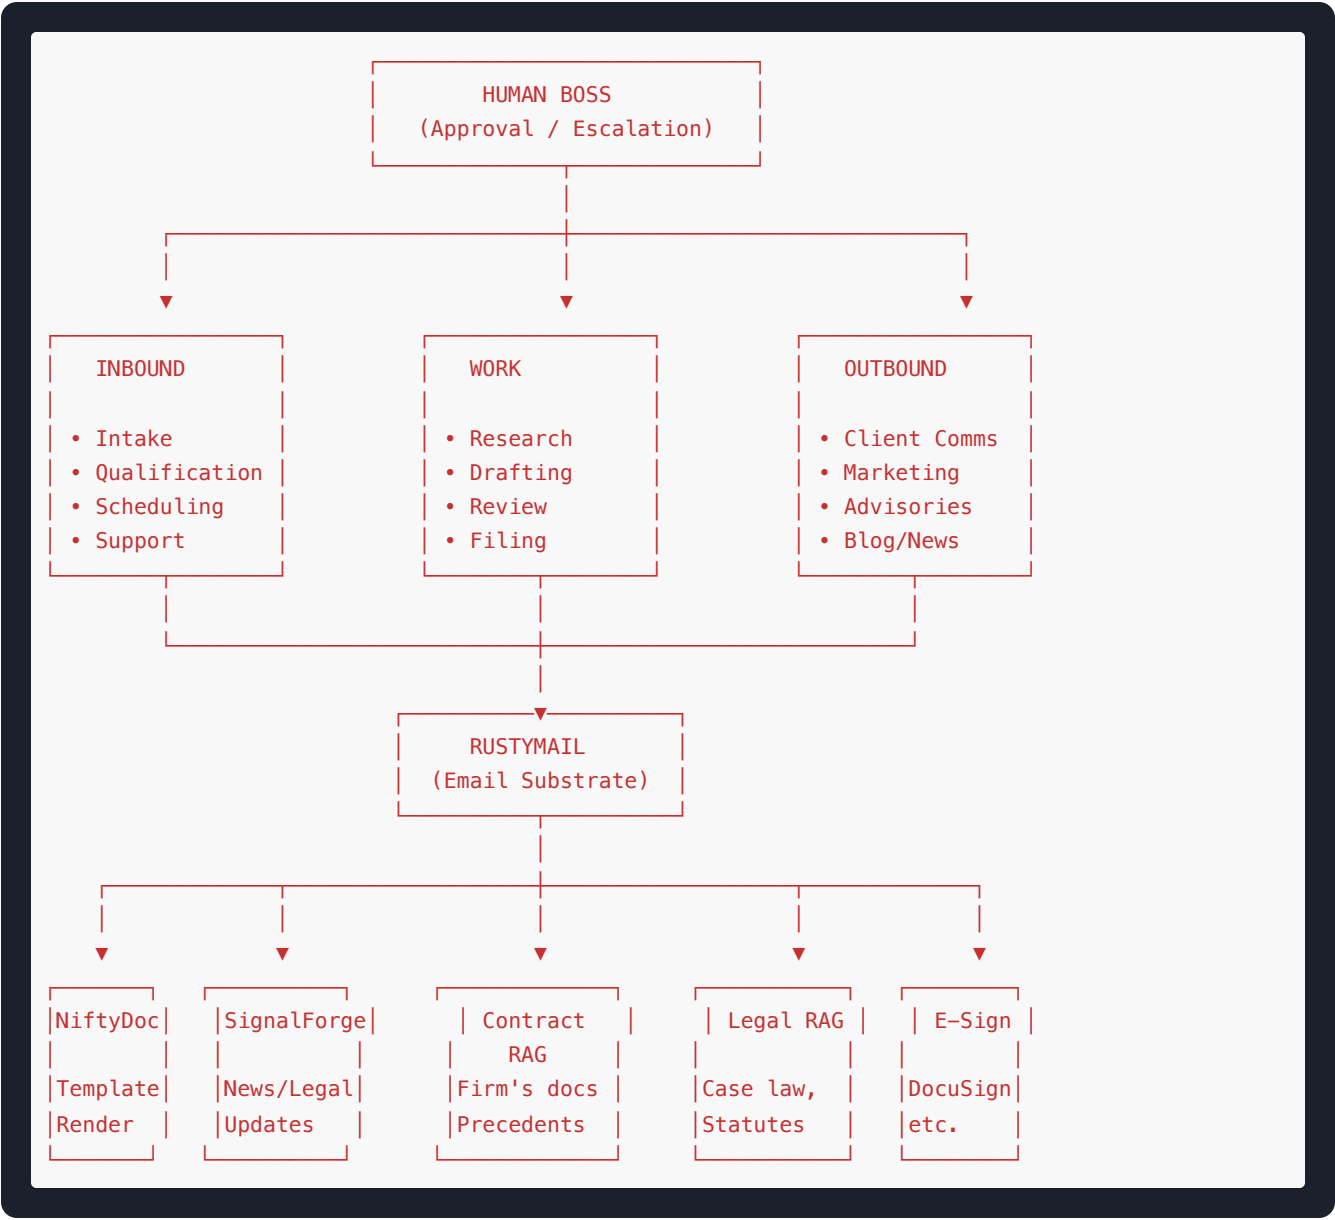 HUMAN BOSS
(Approval / Escalation)
INBOUND
• Intake
• Qualification
• Scheduling
• Support
WORK
• Research
• Drafting
• Review
• Filing
OUTBOUND
• Client Comms
• Marketing
• Advisories
• Blog/News
RUSTYMAIL
(Email Substrate)
NiftyDoc
Template
Render
SignalForge
News/Legal
Updates
Contract
RAG
Firm's docs
Precedents
Legal RAG
Case law,
Statutes
E−Sign
DocuSign
etc.